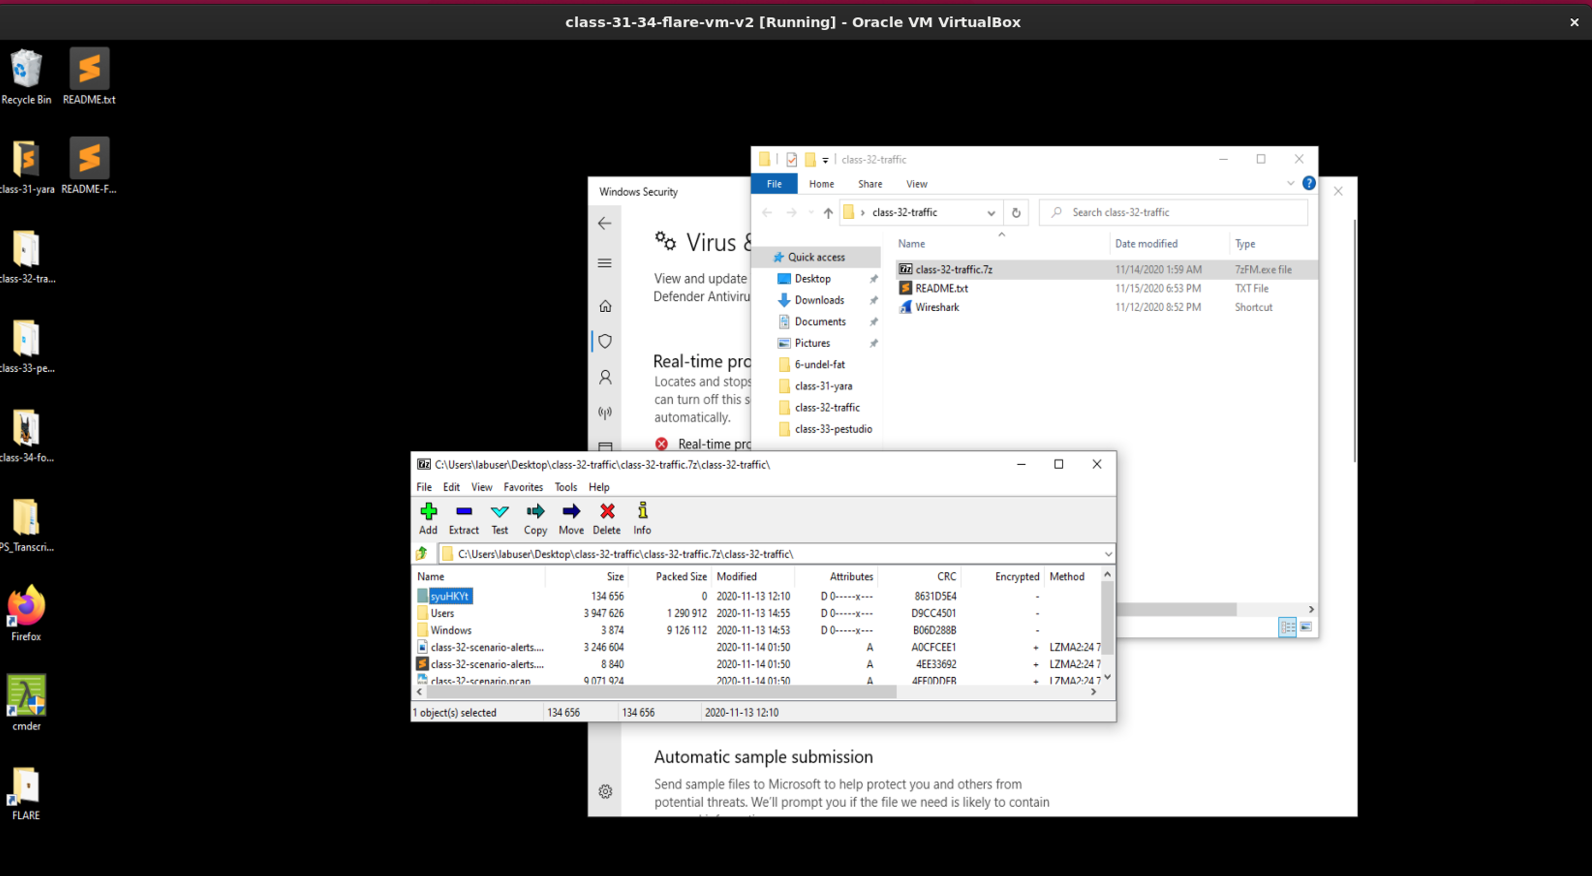 class-31-34-flare-vm-v2 [Running] - Oracle VM VirtualBox
Recycle Bin
README.txt
class-31-yara
README-F...
class-32-tra...
class-33-pe...
class-34-fo...
PS_Transcri...
Firefox
cmder
FLARE
Windows Security
Virus &
View and update
Defender Antiviru
Real-time pro
Locates and stops
can turn off this s
automatically.
Real-time pro
Automatic sample submission
Send sample files to Microsoft to help protect you and others from
potential threats. We'll prompt you if the file we need is likely to contain
class-32-traffic
File Home Share View
class-32-traffic
Search class-32-traffic
Name Date modified Type
Quick access
Desktop
Downloads
Documents
Pictures
6-undel-fat
class-31-yara
class-32-traffic
class-33-pestudio
class-32-traffic.7z 11/14/2020 1:59 AM 7zFM.exe file
README.txt 11/15/2020 6:53 PM TXT File
Wireshark 11/12/2020 8:52 PM Shortcut
C:\Users\labuser\Desktop\class-32-traffic\class-32-traffic.7z\class-32-traffic\
File Edit View Favorites Tools Help
Add Extract Test Copy Move Delete Info
C:\Users\labuser\Desktop\class-32-traffic\class-32-traffic.7z\class-32-traffic\
Name Size Packed Size Modified Attributes CRC Encrypted Method
syuHKYt 134 656 0 2020-11-13 12:10 D 0-----x--- 8631D5E4 -
Users 3 947 626 1 290 912 2020-11-13 14:55 D 0-----x--- D9CC4501 -
Windows 3 874 9 126 112 2020-11-13 14:53 D 0-----x--- B06D288B -
class-32-scenario-alerts.... 3 246 604 2020-11-14 01:50 A A0CFCEE1 + LZMA2:24 7
class-32-scenario-alerts.... 8 840 2020-11-14 01:50 A 4EE33692 + LZMA2:24 7
class-32-scenario.pcap 9 071 924 2020-11-14 01:50 A 4FF0DDFB + LZMA2:24 7
1 object(s) selected 134 656 134 656 2020-11-13 12:10